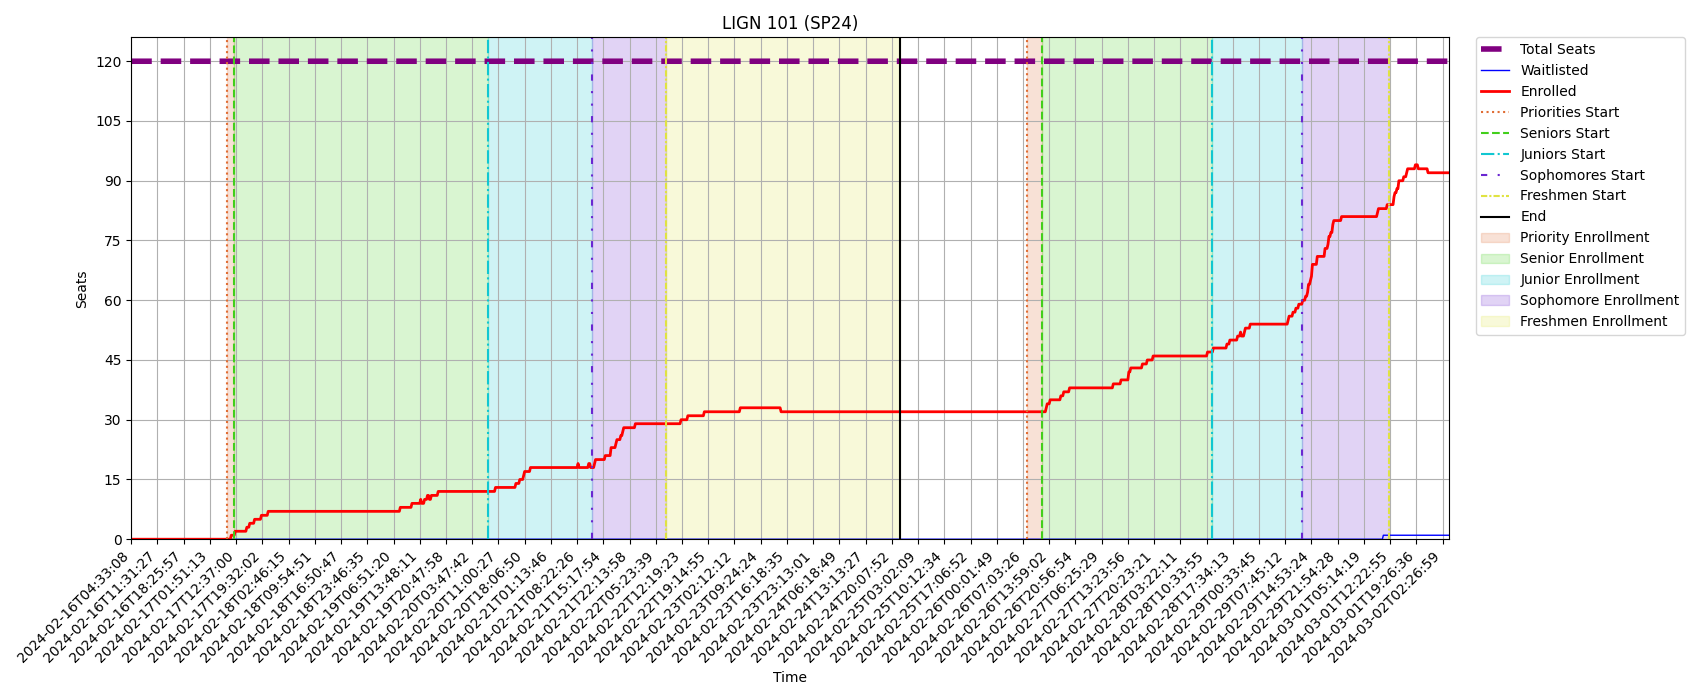 LIGN 101 (SP24)
Seats
120
105
90
75
60
45
30
15
0
2024-02-16T04:33:08
2024-02-16T11:31:27
2024-02-16T18:25:57
2024-02-17T01:51:13
2024-02-17T12:37:00
2024-02-17T19:32:02
2024-02-18T02:46:15
2024-02-18T09:54:51
2024-02-18T16:50:47
2024-02-18T23:46:35
2024-02-19T06:51:20
2024-02-19T13:48:11
2024-02-19T20:47:58
2024-02-20T03:47:42
2024-02-20T11:00:27
2024-02-20T18:06:50
2024-02-21T01:13:46
2024-02-21T08:22:26
2024-02-21T15:17:54
2024-02-21T22:13:58
2024-02-22T05:23:39
2024-02-22T12:19:23
2024-02-22T19:14:55
2024-02-23T02:12:12
2024-02-23T09:24:24
2024-02-23T16:18:35
2024-02-23T23:13:01
2024-02-24T06:18:49
2024-02-24T13:13:27
2024-02-24T20:07:52
2024-02-25T03:02:09
2024-02-25T10:12:34
2024-02-25T17:06:52
2024-02-26T00:01:49
2024-02-26T07:03:26
2024-02-26T13:59:02
2024-02-26T20:56:54
2024-02-27T06:25:29
2024-02-27T13:23:56
2024-02-27T20:23:21
2024-02-28T03:22:11
2024-02-28T10:33:55
2024-02-28T17:34:13
2024-02-29T00:33:45
2024-02-29T07:45:12
2024-02-29T14:53:24
2024-02-29T21:54:28
2024-03-01T05:14:19
2024-03-01T12:22:55
2024-03-01T19:26:36
2024-03-02T02:26:59
Time
Total Seats
Waitlisted
Enrolled
Priorities Start
Seniors Start
Juniors Start
Sophomores Start
Freshmen Start
End
Priority Enrollment
Senior Enrollment
Junior Enrollment
Sophomore Enrollment
Freshmen Enrollment